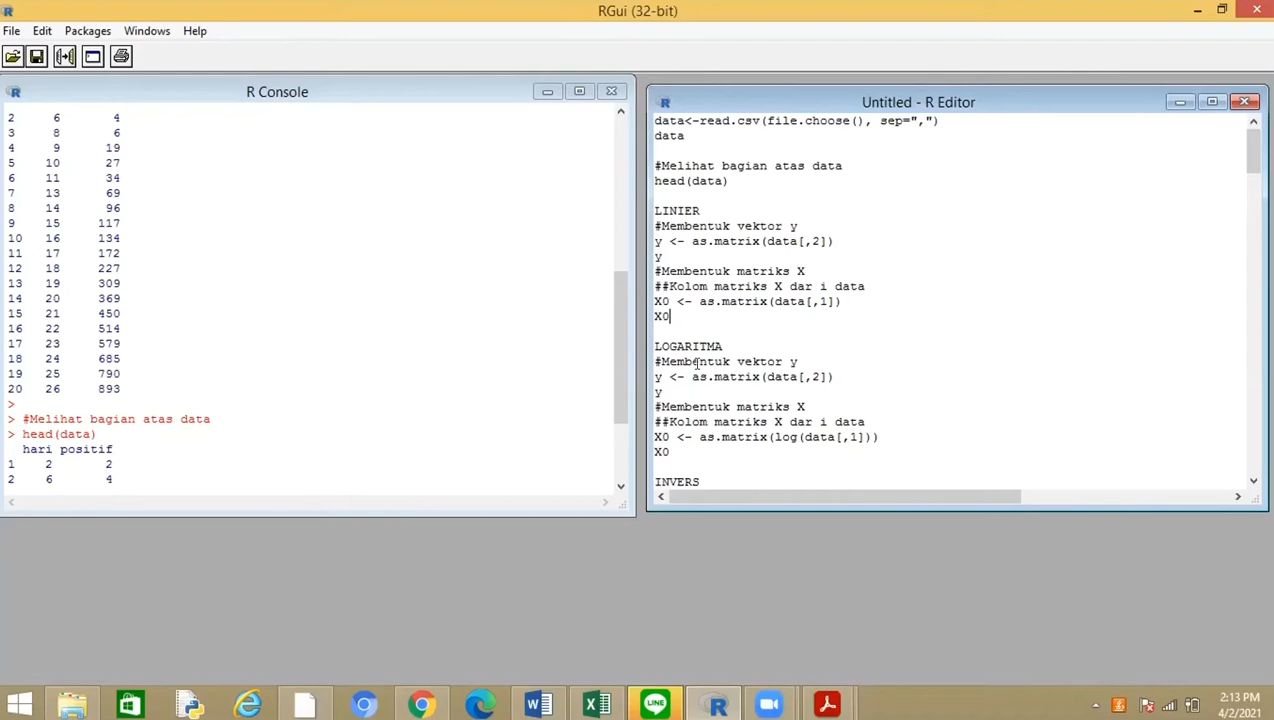 RGui (32-bit)
File Edit Packages Windows Help
R Console
2 6 4
3 8 6
4 9 19
5 10 27
6 11 34
7 13 69
8 14 96
9 15 117
10 16 134
11 17 172
12 18 227
13 19 309
14 20 369
15 21 450
16 22 514
17 23 579
18 24 685
19 25 790
20 26 893
>
> #Melihat bagian atas data
> head(data)
hari positif
1 2 2
2 6 4
Untitled - R Editor
data<-read.csv(file.choose(), sep=",")
data
#Melihat bagian atas data
head(data)
LINIER
#Membentuk vektor y
y <- as.matrix(data[,2])
y
#Membentuk matriks X
##Kolom matriks X dar i data
X0 <- as.matrix(data[,1])
X0
LOGARITMA
#Membentuk vektor y
y <- as.matrix(data[,2])
y
#Membentuk matriks X
##Kolom matriks X dar i data
X0 <- as.matrix(log(data[,1]))
X0
INVERS
LINE
2:13 PM
4/2/2021